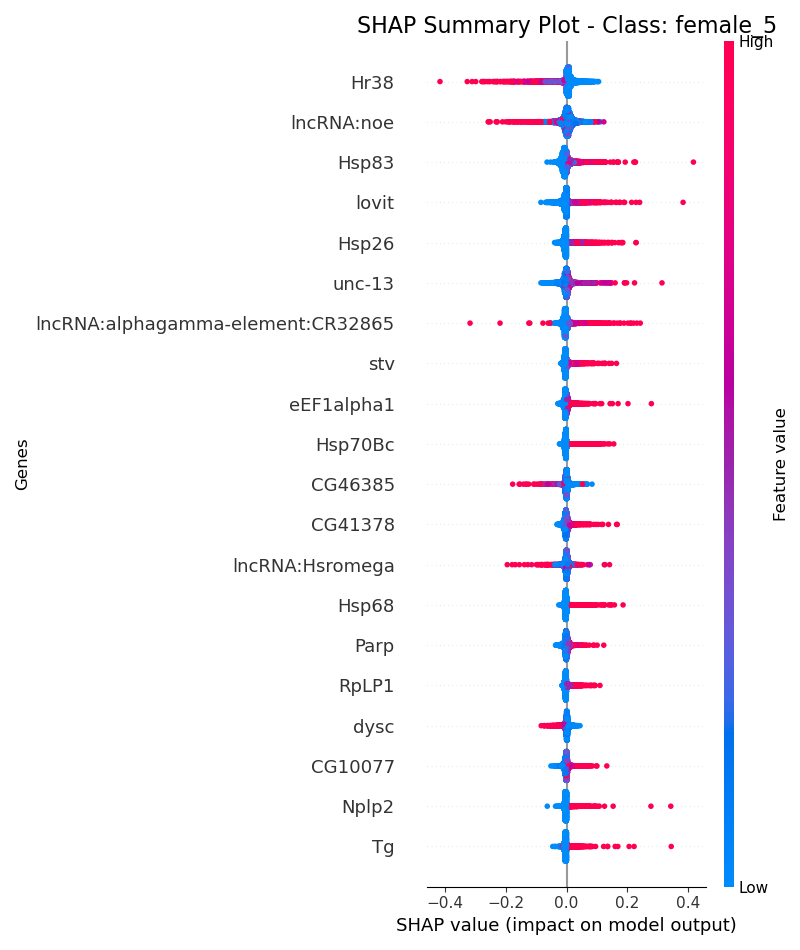 SHAP Summary Plot - Class: female_5
High
Hr38
lncRNA:noe
Hsp83
lovit
Hsp26
unc-13
lncRNA:alphagamma-element:CR32865
stv
eEF1alpha1
Hsp70Bc
CG46385
CG41378
lncRNA:Hsromega
Hsp68
Parp
RpLP1
dysc
CG10077
Nplp2
Tg
Genes
Feature value
Low
−0.4 −0.2 0.0 0.2 0.4
SHAP value (impact on model output)